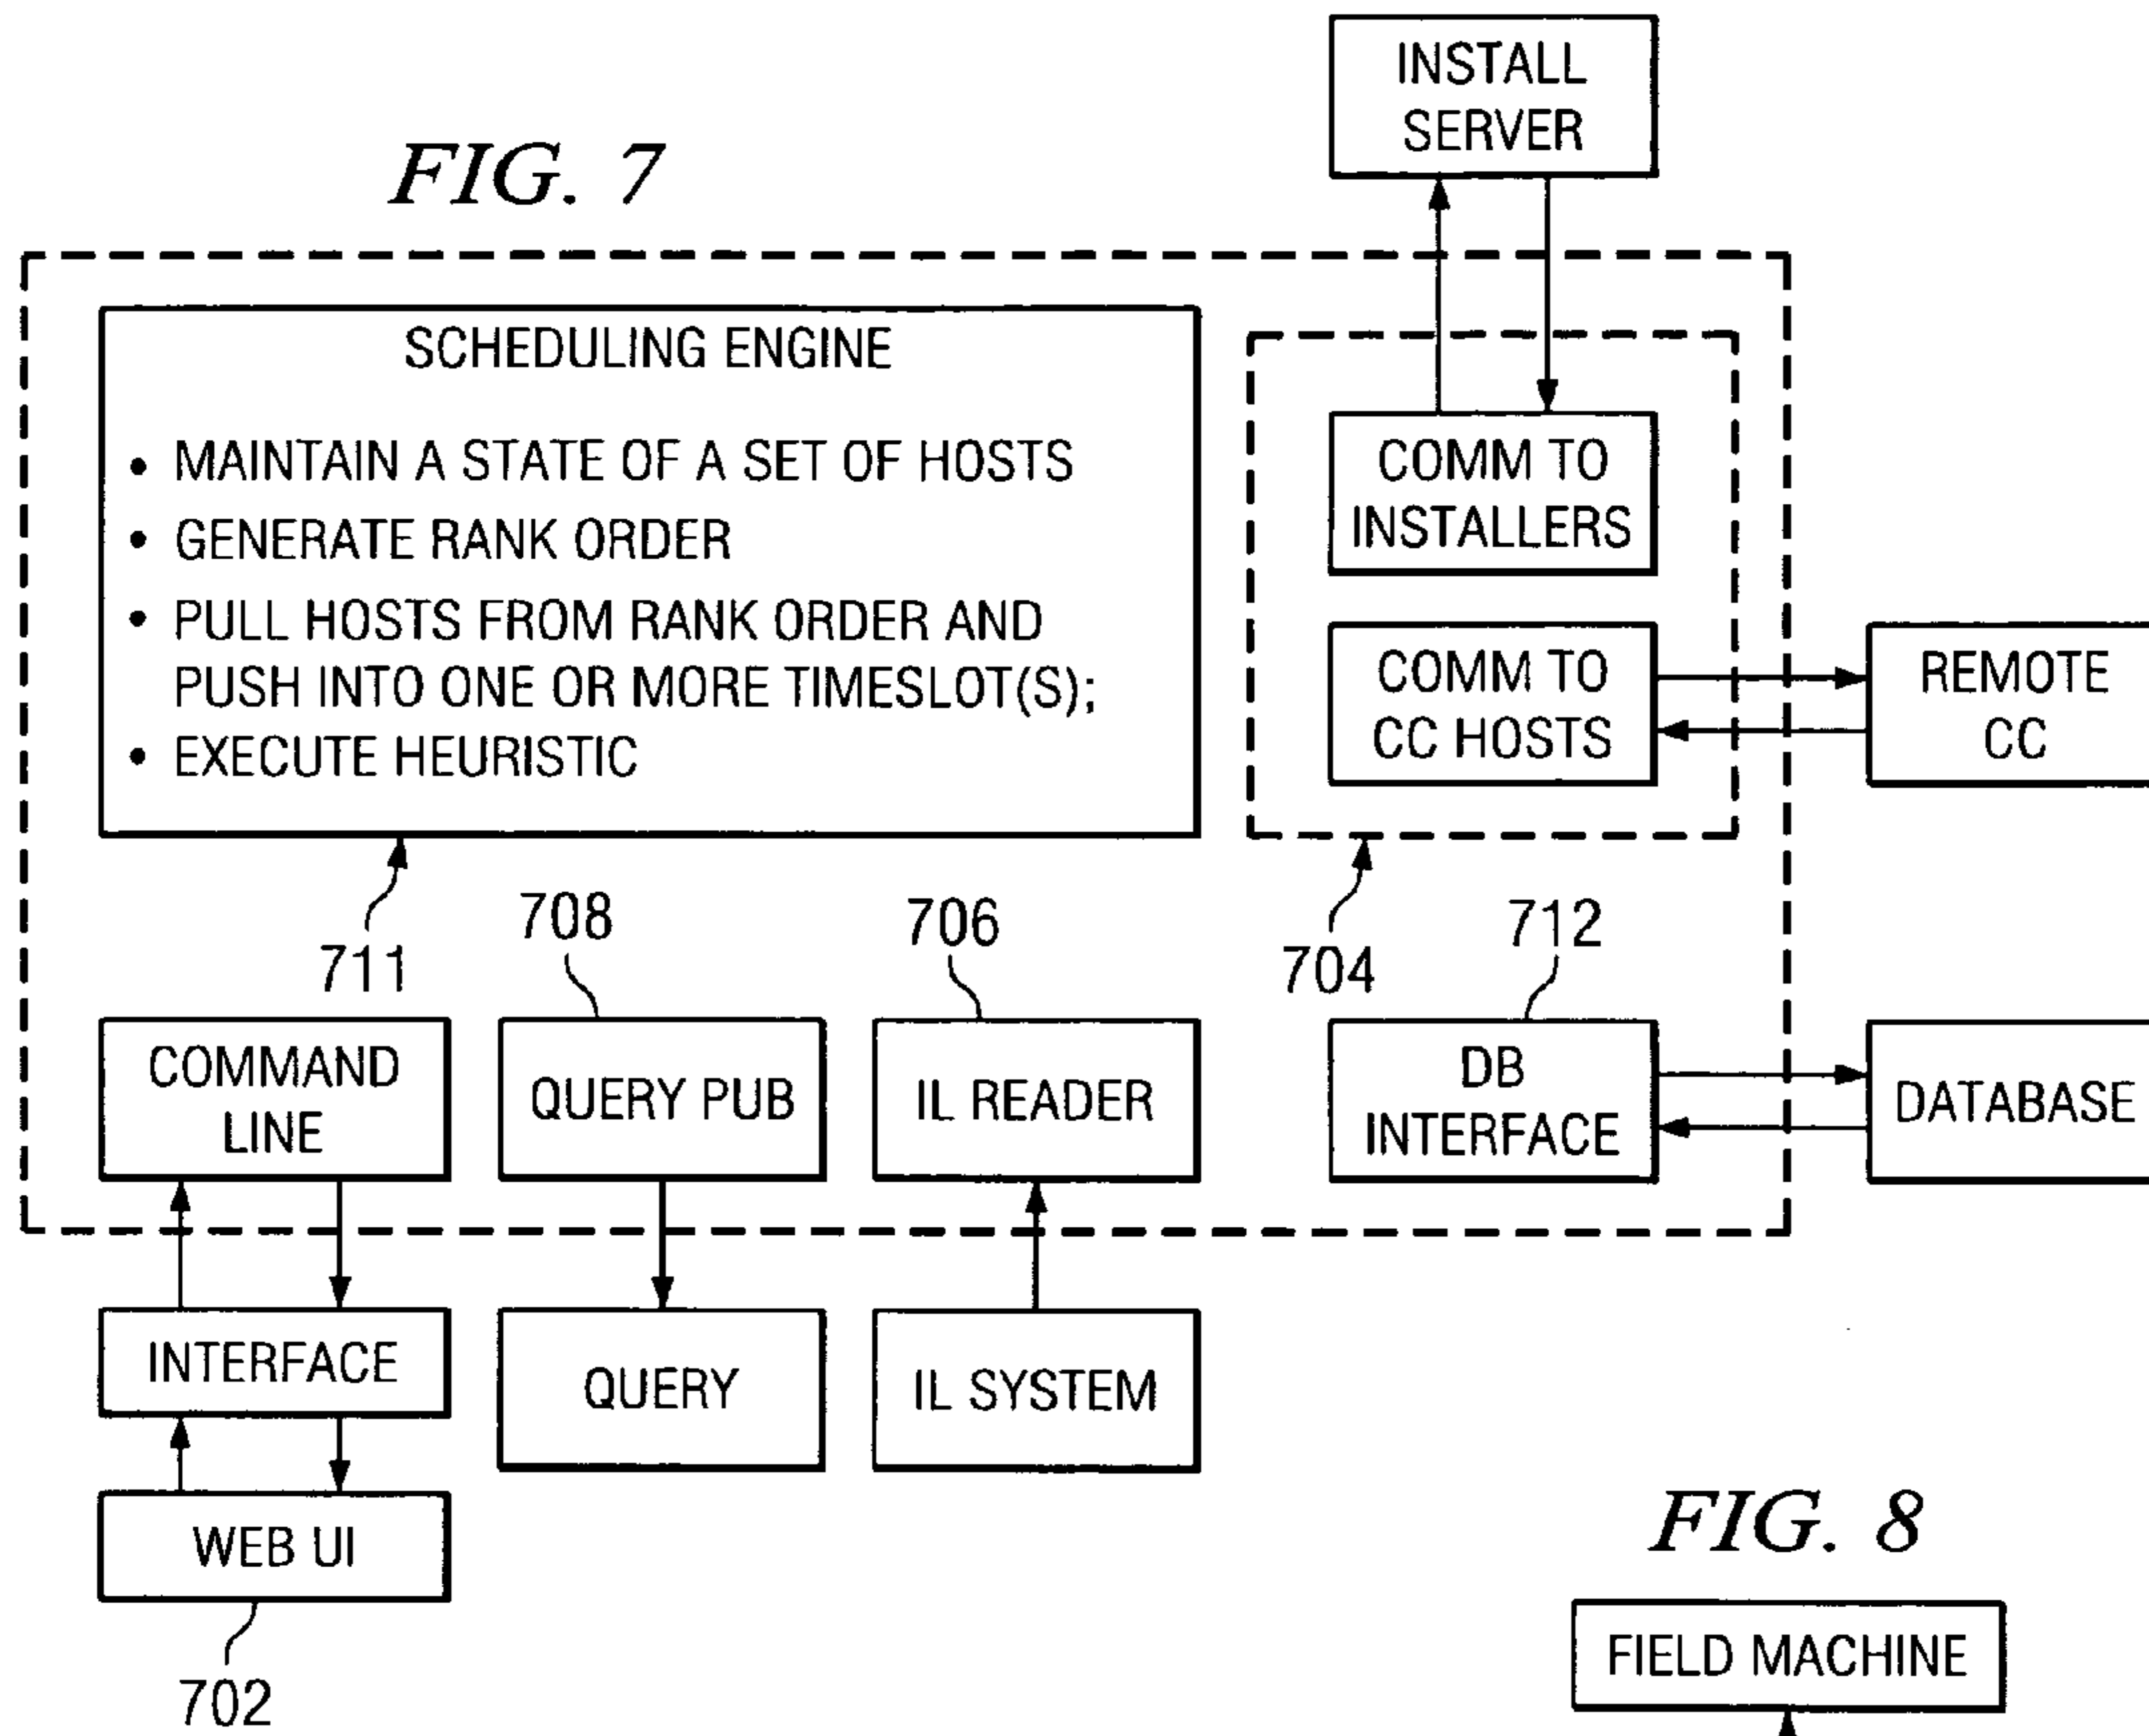 INSTALL
SERVER
FIG. 7
SCHEDULING ENGINE
• MAINTAIN A STATE OF A SET OF HOSTS
• GENERATE RANK ORDER
• PULL HOSTS FROM RANK ORDER AND
PUSH INTO ONE OR MORE TIMESLOT(S);
• EXECUTE HEURISTIC
COMM TO
INSTALLERS
COMM TO
CC HOSTS
REMOTE
CC
711
708
706
704
712
COMMAND
LINE
QUERY PUB
IL READER
DB
INTERFACE
DATABASE
INTERFACE
QUERY
IL SYSTEM
WEB UI
702
FIG. 8
FIELD MACHINE